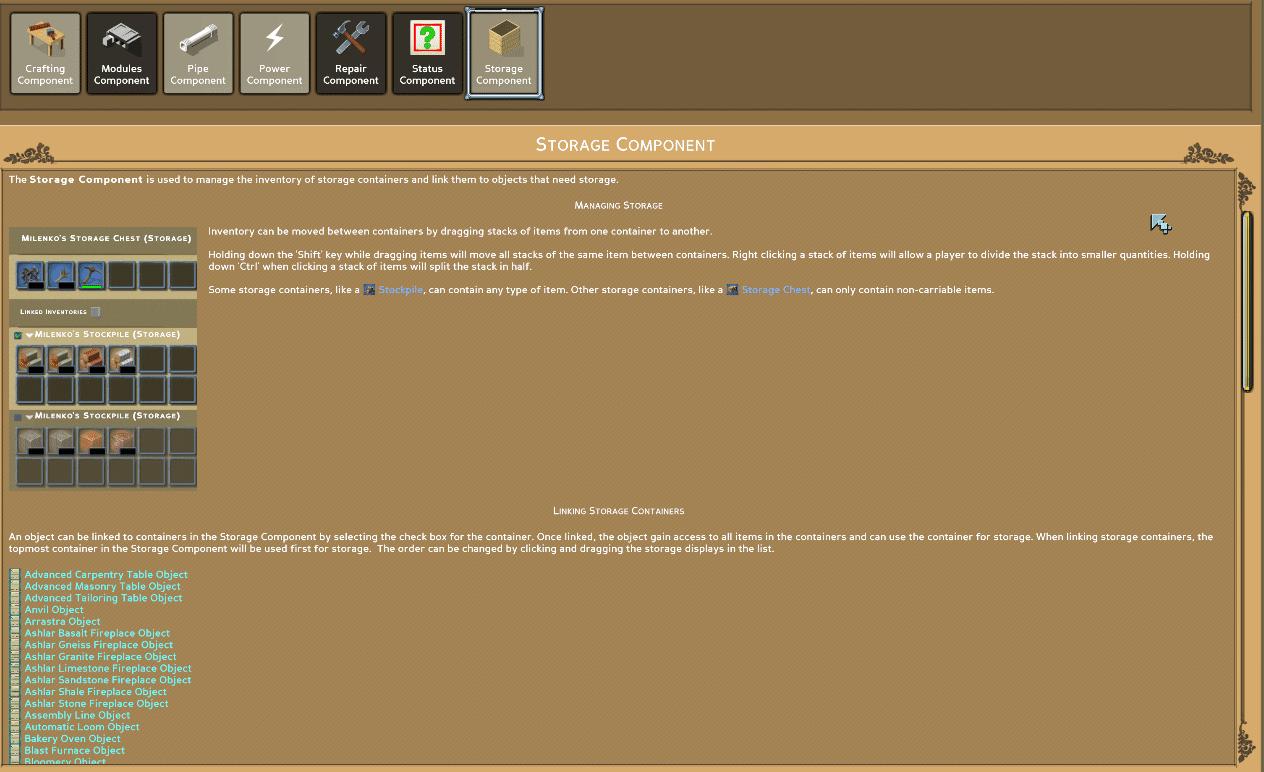 Crafting Component
Modules Component
Pipe Component
Power Component
Repair Component
Status Component
Storage Component
Storage Component
The Storage Component is used to manage the inventory of storage containers and link them to objects that need storage.
Managing Storage
Milenko's Storage Chest (Storage)
Linked Inventories
Milenko's Stockpile (Storage)
Milenko's Stockpile (Storage)
Inventory can be moved between containers by dragging stacks of items from one container to another.
Holding down the 'Shift' key while dragging items will move all stacks of the same item between containers. Right clicking a stack of items will allow a player to divide the stack into smaller quantities. Holding
down 'Ctrl' when clicking a stack of items will split the stack in half.
Some storage containers, like a Stockpile, can contain any type of item. Other storage containers, like a Storage Chest, can only contain non-carriable items.
Linking Storage Containers
An object can be linked to containers in the Storage Component by selecting the check box for the container. Once linked, the object gain access to all items in the containers and can use the container for storage. When linking storage containers, the
topmost container in the Storage Component will be used first for storage. The order can be changed by clicking and dragging the storage displays in the list.
Advanced Carpentry Table Object
Advanced Masonry Table Object
Advanced Tailoring Table Object
Anvil Object
Arrastra Object
Ashlar Basalt Fireplace Object
Ashlar Gneiss Fireplace Object
Ashlar Granite Fireplace Object
Ashlar Limestone Fireplace Object
Ashlar Sandstone Fireplace Object
Ashlar Shale Fireplace Object
Ashlar Stone Fireplace Object
Assembly Line Object
Automatic Loom Object
Bakery Oven Object
Blast Furnace Object
Bloomery Object